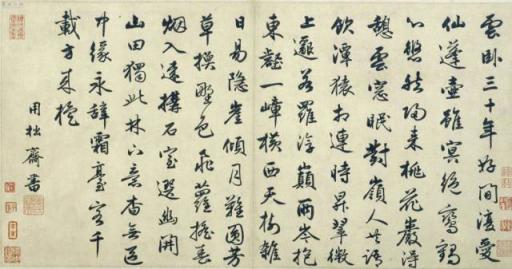 雲卧三十年好閒復愛
仙蓬壺雖冥絕鸞鶴
心悠然歸來桃花巖得
憩雲窓眠對嶺人共語
飲潭猿相連時昇翠微
上邈若羅浮巔兩岑抱
東壑一嶂橫西天樹雜
日易隐崖傾月難圓芳
草換野色飛蘿搖春
烟入遠搆石室選幽開
山田獨此林下意杳無區
中緣永辭霜臺客千
載方來旋
用拙齋書